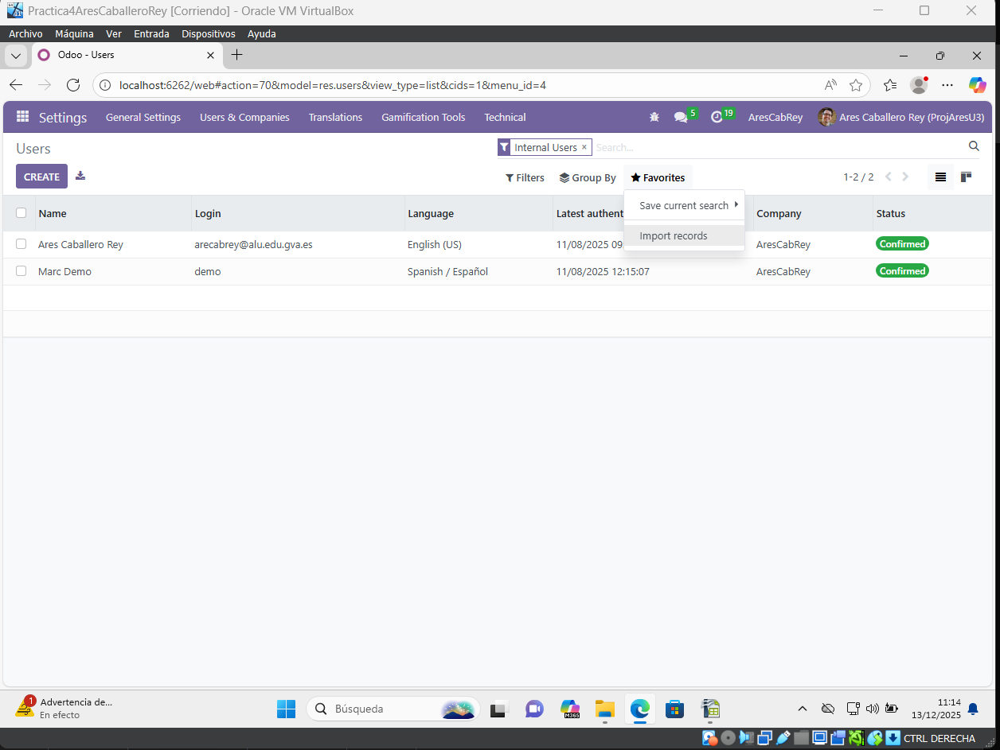 Practica4AresCaballeroRey [Corriendo] - Oracle VM VirtualBox
Archivo Máquina Ver Entrada Dispositivos Ayuda
Odoo - Users
localhost:6262/web#action=70&model=res.users&view_type=list&cids=1&menu_id=4
Settings General Settings Users & Companies Translations Gamification Tools Technical 5 19 AresCabRey Ares Caballero Rey (ProjAresU3)
Users
Internal Users × Search...
CREATE
Filters Group By Favorites 1-2 / 2
Save current search
Import records
Name Login Language Latest authent Company Status
Ares Caballero Rey arecabrey@alu.edu.gva.es English (US) 11/08/2025 09: AresCabRey Confirmed
Marc Demo demo Spanish / Español 11/08/2025 12:15:07 AresCabRey Confirmed
1 Advertencia de...
En efecto
Búsqueda
M365
11:14
13/12/2025
CTRL DERECHA